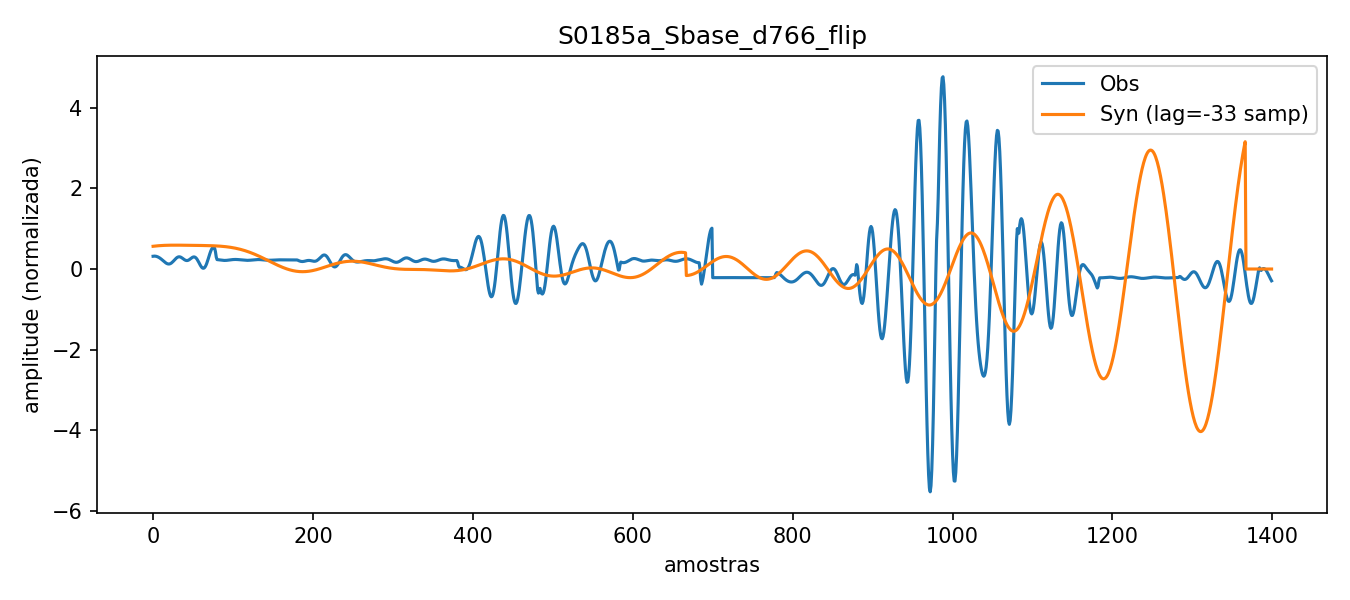 S0185a_Sbase_d766_flip
Obs
Syn (lag=-33 samp)
amplitude (normalizada)
4
2
0
−2
−4
−6
0
200
400
600
800
1000
1200
1400
amostras